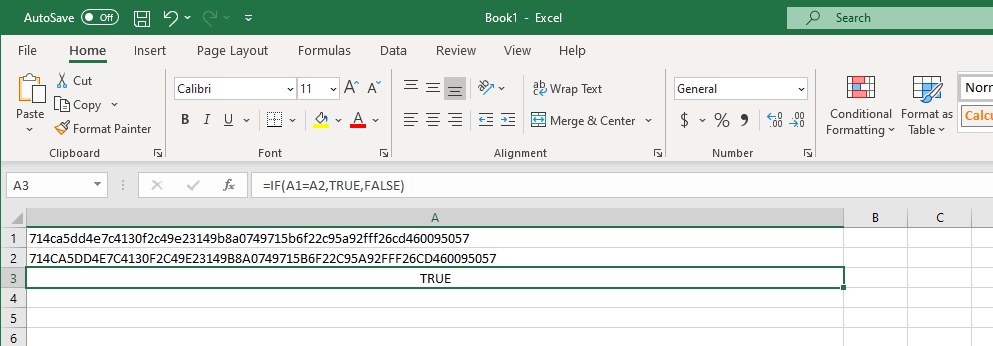 AutoSave Off Book1 - Excel Search
File Home Insert Page Layout Formulas Data Review View Help
Cut
Copy
Format Painter
Paste
Clipboard
Calibri 11 A A
B I U A
Font
ab Wrap Text
Merge & Center
Alignment
General
$ % , .00 .0
Number
Conditional Formatting
Format as Table
Norr
Calcu
A3 fx =IF(A1=A2,TRUE,FALSE)
A B C
1 714ca5dd4e7c4130f2c49e23149b8a0749715b6f22c95a92fff26cd460095057
2 714CA5DD4E7C4130F2C49E23149B8A0749715B6F22C95A92FFF26CD460095057
3 TRUE
4
5
6